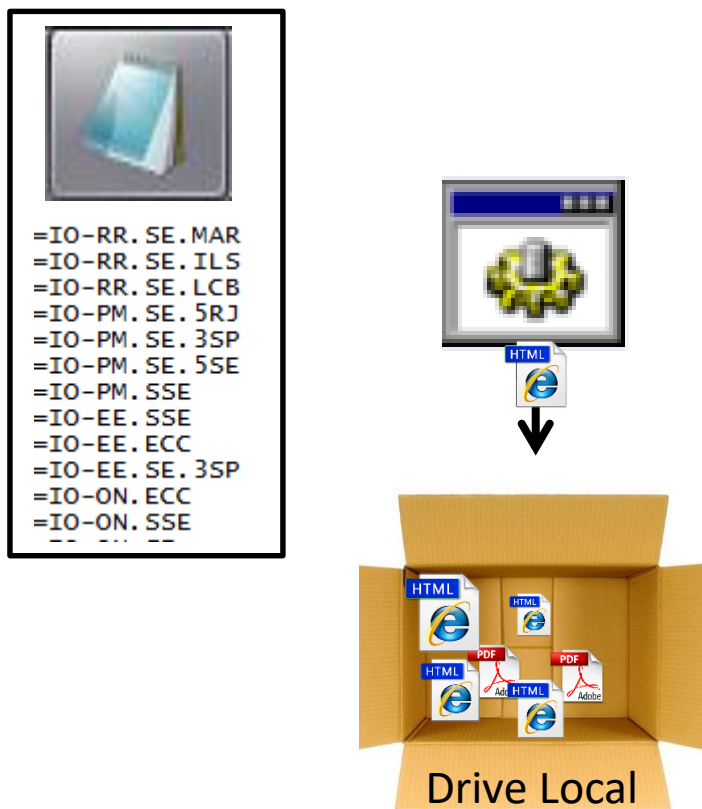 =IO-RR.SE.MAR
=IO-RR.SE.ILS
=IO-RR.SE.LCB
=IO-PM.SE.5RJ
=IO-PM.SE.3SP
=IO-PM.SE.5SE
=IO-PM.SSE
=IO-EE.SSE
=IO-EE.ECC
=IO-EE.SE.3SP
=IO-ON.ECC
=IO-ON.SSE
HTML
HTML
HTML
PDF
PDF
HTML
HTML
Adobe
Drive Local